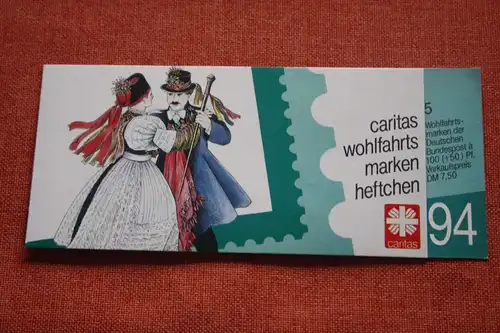 caritas
wohlfahrts
marken
heftchen
caritas
5
Wohlfahrts-
marken der
Deutschen
Bundespost à
100 (+50) Pf.
Verkaufspreis
DM 7,50
94